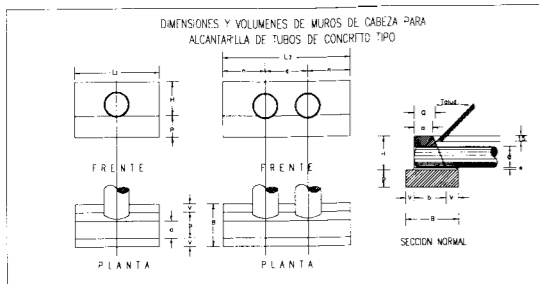 DIMENSIONES Y VOLUMENES DE MUROS DE CABEZA PARA
ALCANTARILLA DE TUBOS DE CONCRETO TIPO
L1
L2
n
e
n
H
P
FRENTE
FRENTE
Talud
a
H
P
d
e
v b v
B
SECCION NORMAL
v
b
v
a
B
PLANTA
PLANTA